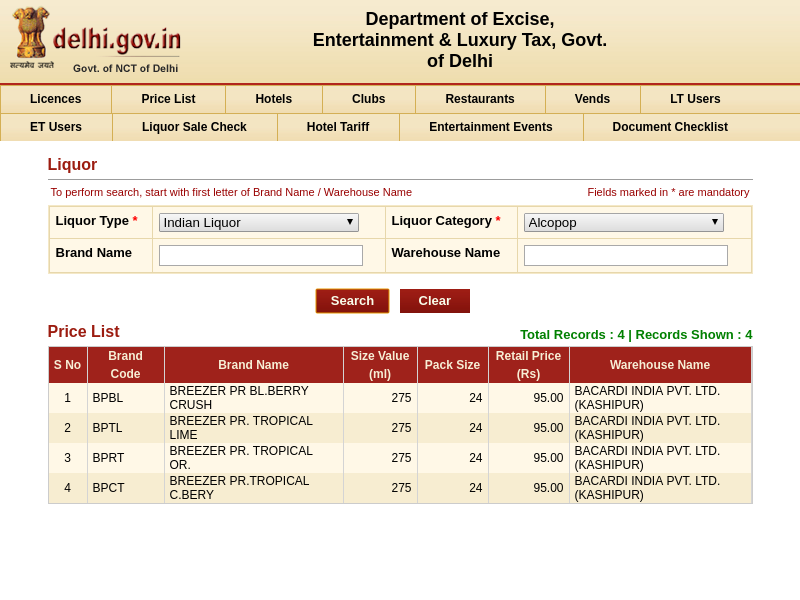 Department of Excise,
Entertainment & Luxury Tax, Govt.
of Delhi
delhi.gov.in
सत्यमेव जयते
Govt. of NCT of Delhi
Licences Price List Hotels Clubs Restaurants Vends LT Users
ET Users Liquor Sale Check Hotel Tariff Entertainment Events Document Checklist
Liquor
To perform search, start with first letter of Brand Name / Warehouse Name Fields marked in * are mandatory
Liquor Type * Indian Liquor Liquor Category * Alcopop
Brand Name Warehouse Name
Search Clear
Price List Total Records : 4 | Records Shown : 4
S No Brand Code Brand Name Size Value (ml) Pack Size Retail Price (Rs) Warehouse Name
1 BPBL BREEZER PR BL.BERRY CRUSH 275 24 95.00 BACARDI INDIA PVT. LTD. (KASHIPUR)
2 BPTL BREEZER PR. TROPICAL LIME 275 24 95.00 BACARDI INDIA PVT. LTD. (KASHIPUR)
3 BPRT BREEZER PR. TROPICAL OR. 275 24 95.00 BACARDI INDIA PVT. LTD. (KASHIPUR)
4 BPCT BREEZER PR.TROPICAL C.BERY 275 24 95.00 BACARDI INDIA PVT. LTD. (KASHIPUR)